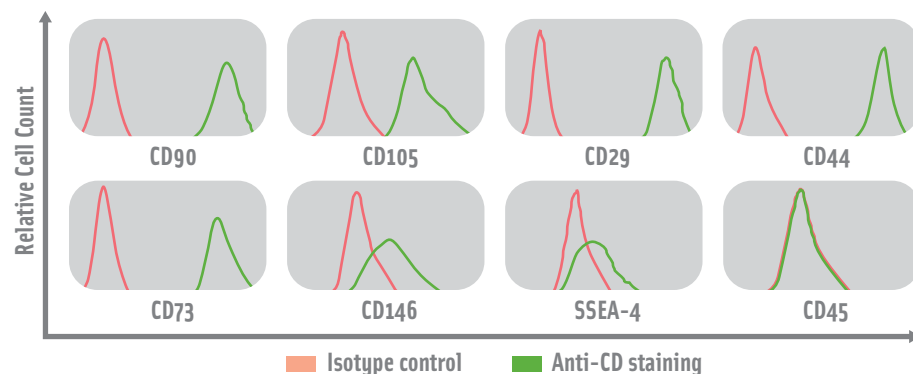 Relative Cell Count
CD90
CD105
CD29
CD44
CD73
CD146
SSEA-4
CD45
Isotype control
Anti-CD staining